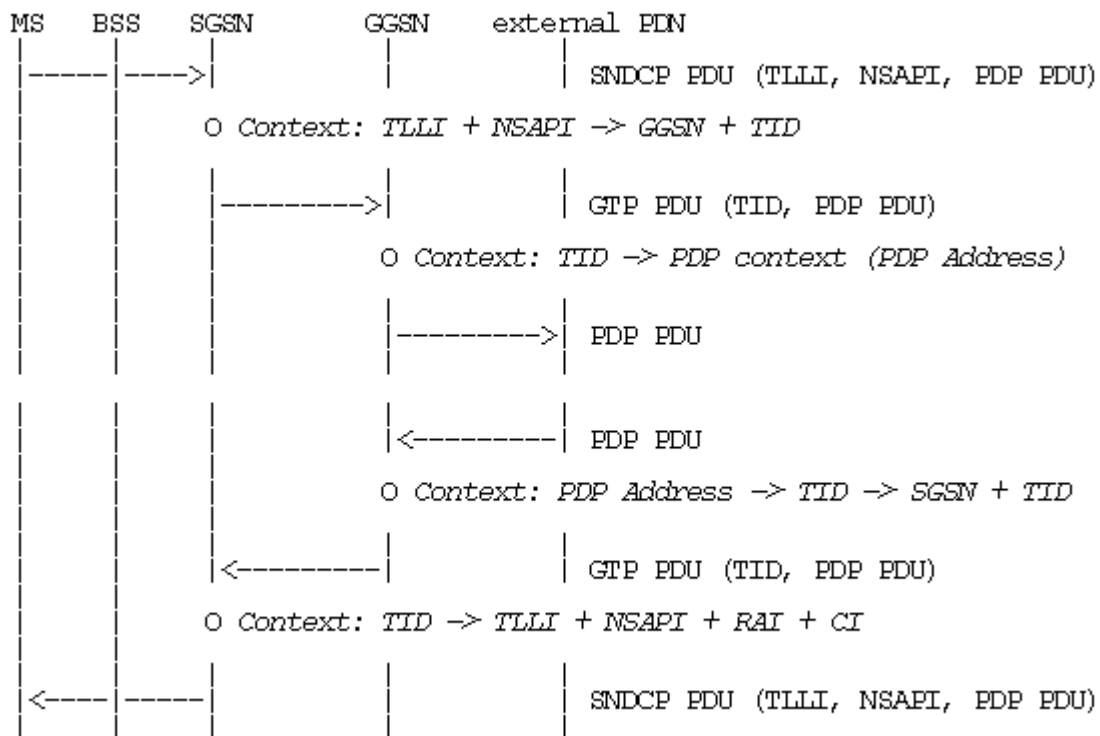 MS BSS SGSN GGSN external PDN
SNDCP PDU (TLLI, NSAPI, PDP PDU)
O Context: TLLI + NSAPI -> GGSN + TID
GTP PDU (TID, PDP PDU)
O Context: TID -> PDP context (PDP Address)
PDP PDU
PDP PDU
O Context: PDP Address -> TID -> SGSN + TID
GTP PDU (TID, PDP PDU)
O Context: TID -> TLLI + NSAPI + RAI + CI
SNDCP PDU (TLLI, NSAPI, PDP PDU)